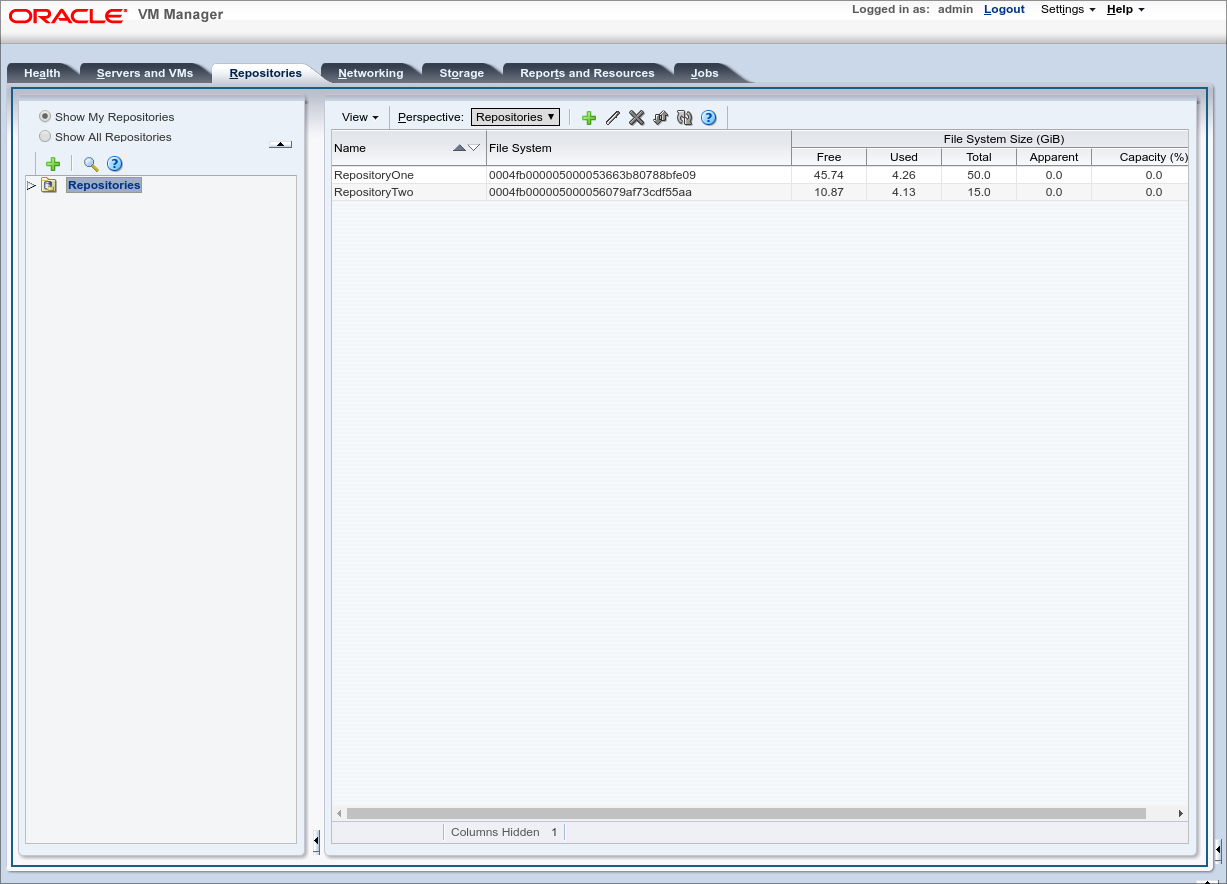 ORACLE VM Manager Logged in as: admin Logout Settings Help
Health Servers and VMs Repositories Networking Storage Reports and Resources Jobs
Show My Repositories
Show All Repositories
Repositories
View Perspective: Repositories
Name File System File System Size (GiB)
Free Used Total Apparent Capacity (%)
RepositoryOne 0004fb000005000053663b80788bfe09 45.74 4.26 50.0 0.0 0.0
RepositoryTwo 0004fb000005000056079af73cdf55aa 10.87 4.13 15.0 0.0 0.0
Columns Hidden 1